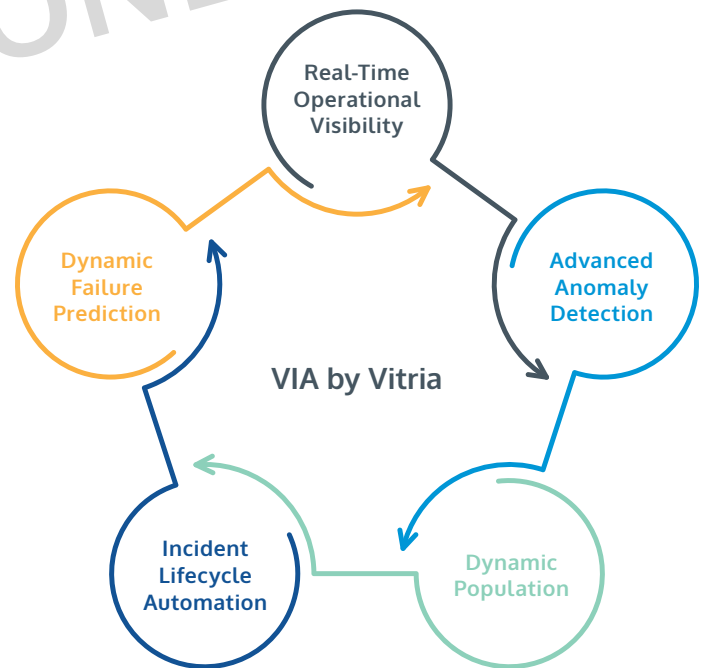 Real-Time
Operational
Visibility
Advanced
Anomaly
Detection
Dynamic
Population
Incident
Lifecycle
Automation
Dynamic
Failure
Prediction
VIA by Vitria